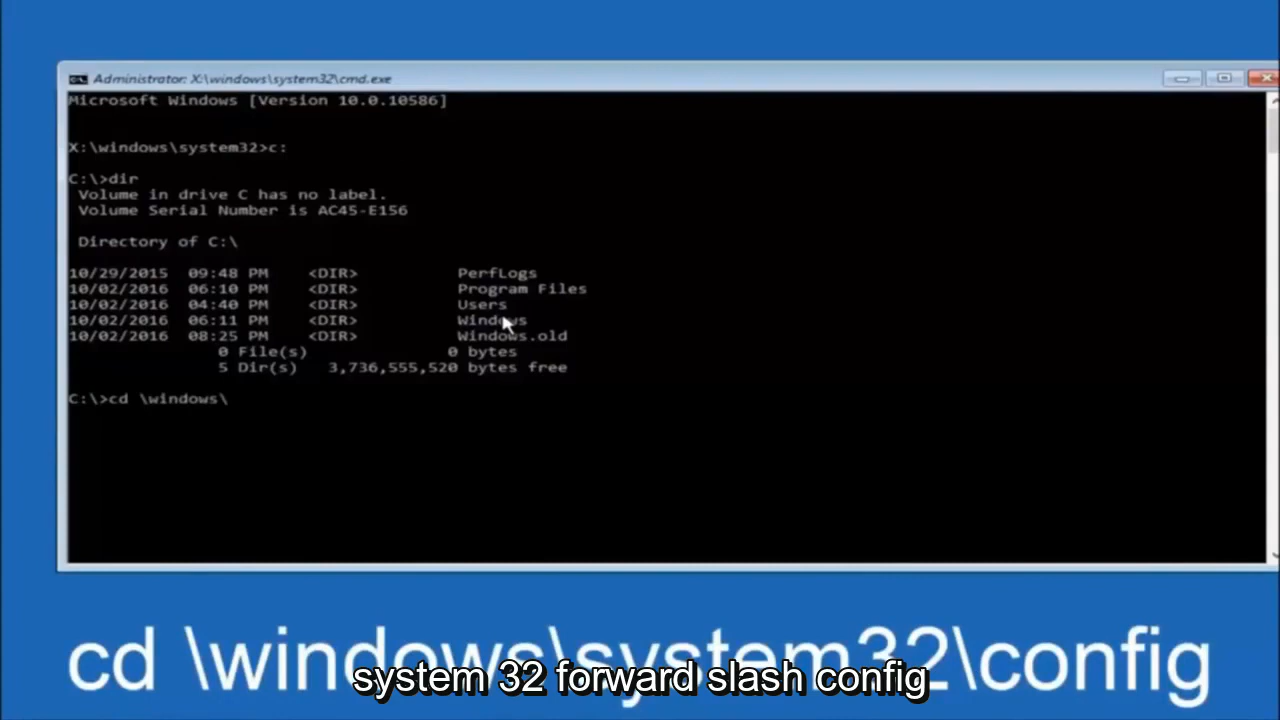 Administrator: X:\windows\system32\cmd.exe
Microsoft Windows [Version 10.0.10586]
X:\windows\system32>c:
C:\>dir
Volume in drive C has no label.
Volume Serial Number is AC45-E156
Directory of C:\
10/29/2015 09:48 PM <DIR> PerfLogs
10/02/2016 06:10 PM <DIR> Program Files
10/02/2016 04:40 PM <DIR> Users
10/02/2016 06:11 PM <DIR> Windows
10/02/2016 08:25 PM <DIR> Windows.old
0 File(s) 0 bytes
5 Dir(s) 3,736,555,520 bytes free
C:\>cd \windows\
cd \windows\system32\config
system 32 forward slash config